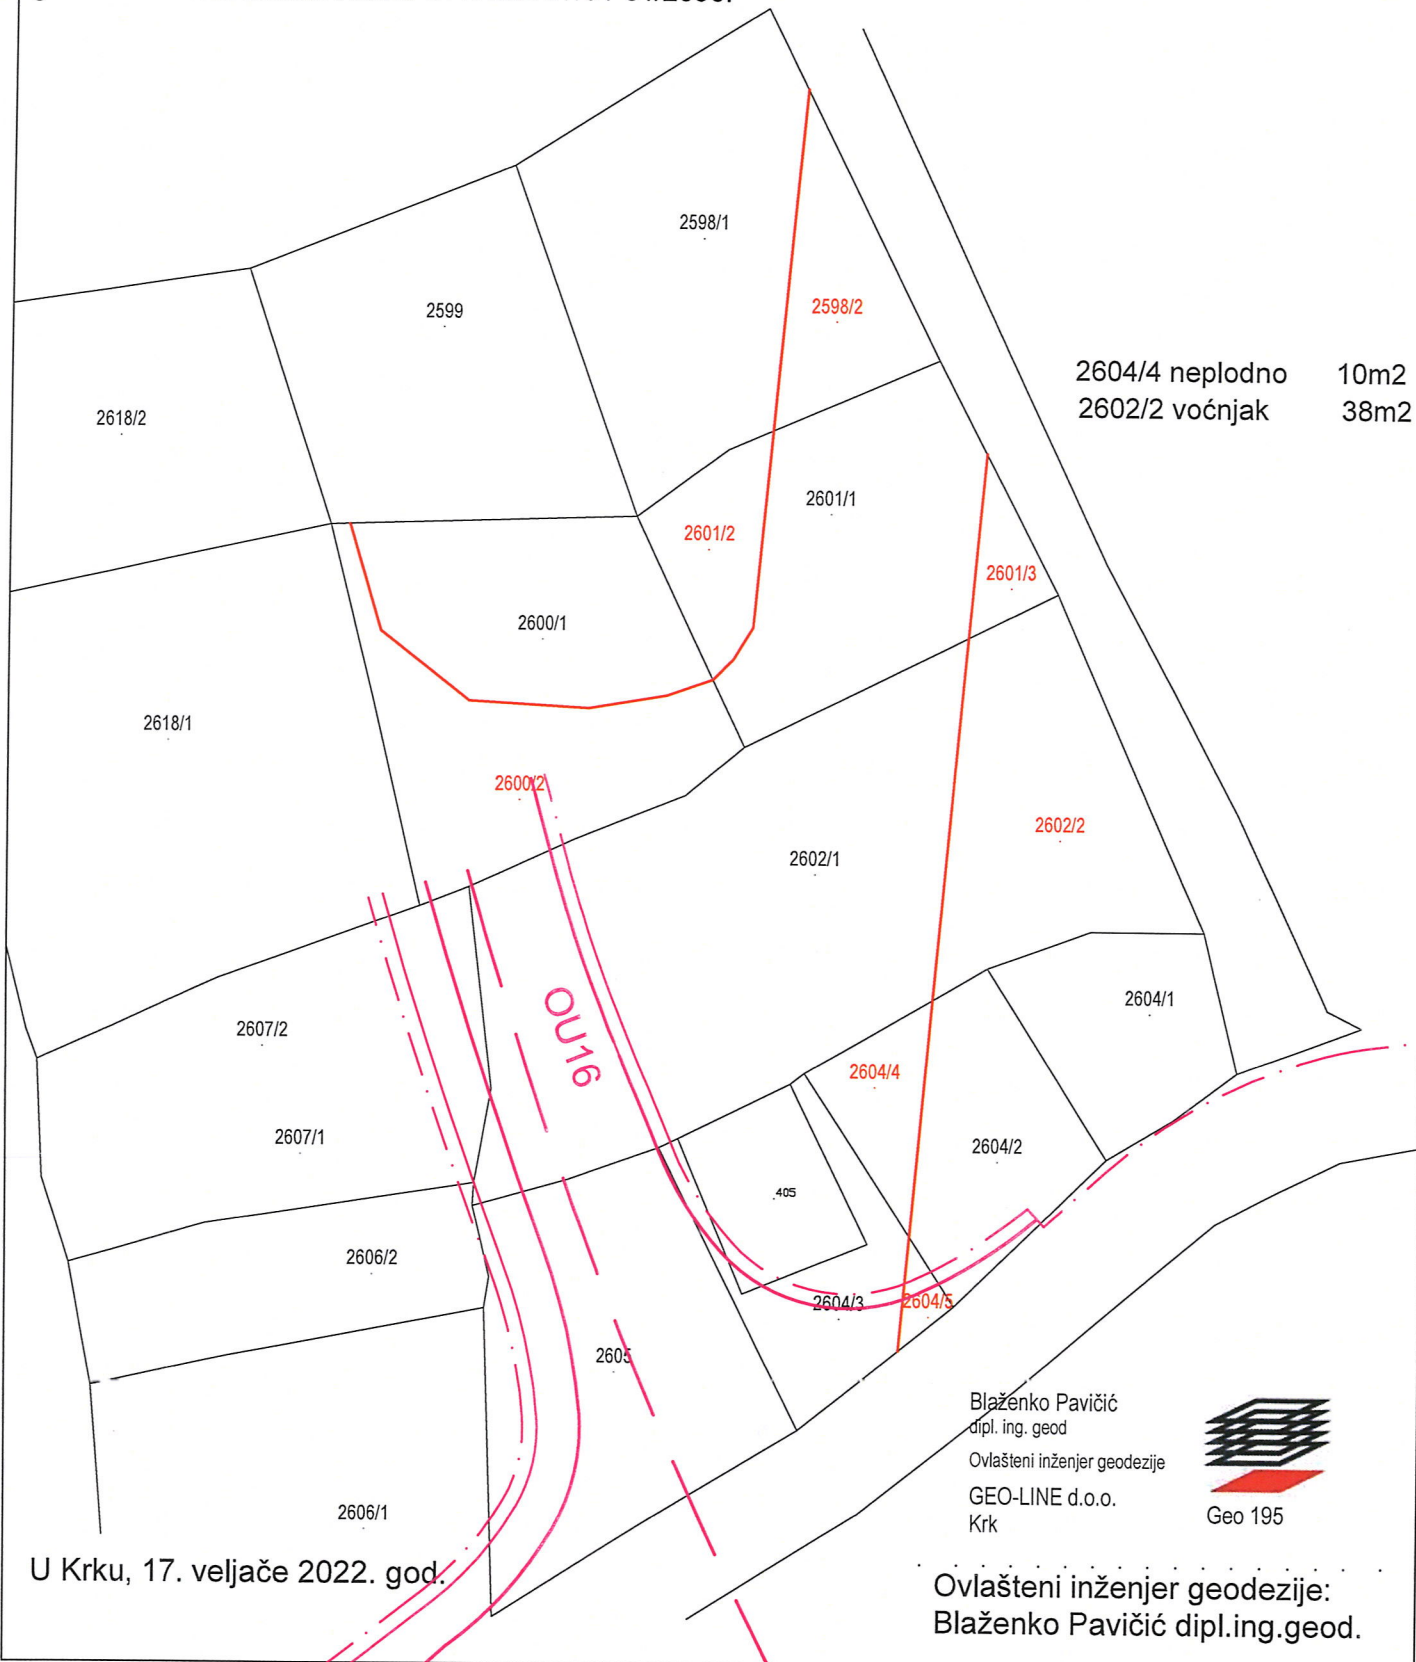 2598/1
2599
2598/2
2604/4 neplodno 10m2
2618/2
2602/2 voćnjak 38m2
2601/1
2601/2
2601/3
2600/1
2618/1
2600/2
2602/2
2602/1
2604/1
2607/2
OU16
2604/4
2607/1
2604/2
405
2606/2
2604/3
2604/5
2605
Blaženko Pavičić
dipl. ing. geod
Ovlašteni inženjer geodezije
GEO-LINE d.o.o.
Krk
Geo 195
2606/1
U Krku, 17. veljače 2022. god.
Ovlašteni inženjer geodezije:
Blaženko Pavičić dipl.ing.geod.